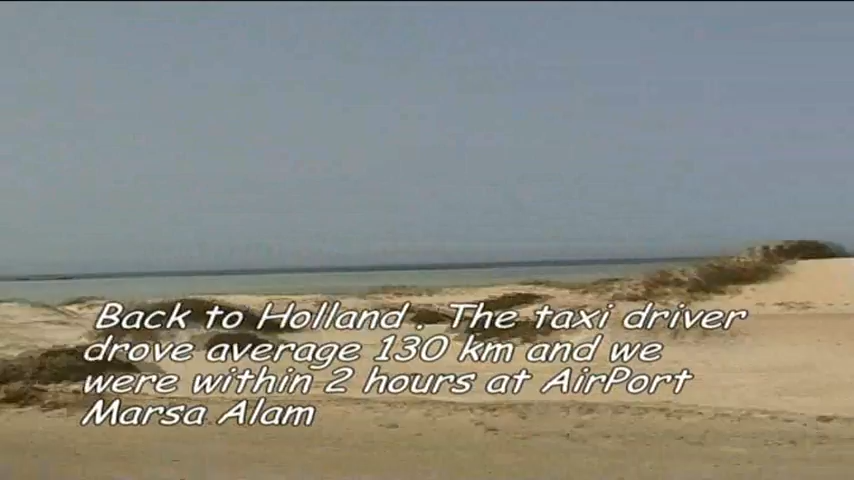 Back to Holland . The taxi driver
drove average 130 km and we
were within 2 hours at AirPort
Marsa Alam